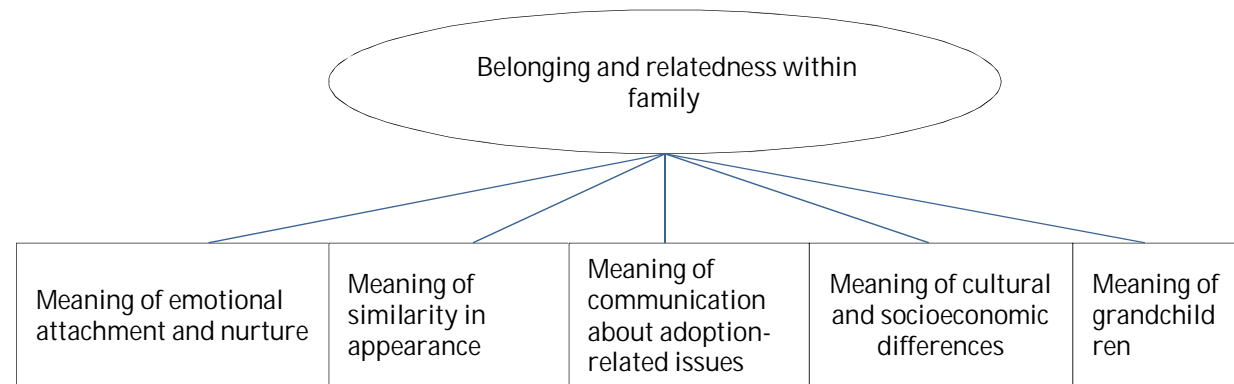 Belonging and relatedness within
family
Meaning of emotional
attachment and nurture
Meaning of
similarity in
appearance
Meaning of
communication
about adoption-
related issues
Meaning of cultural
and socioeconomic
differences
Meaning of
grandchild
ren